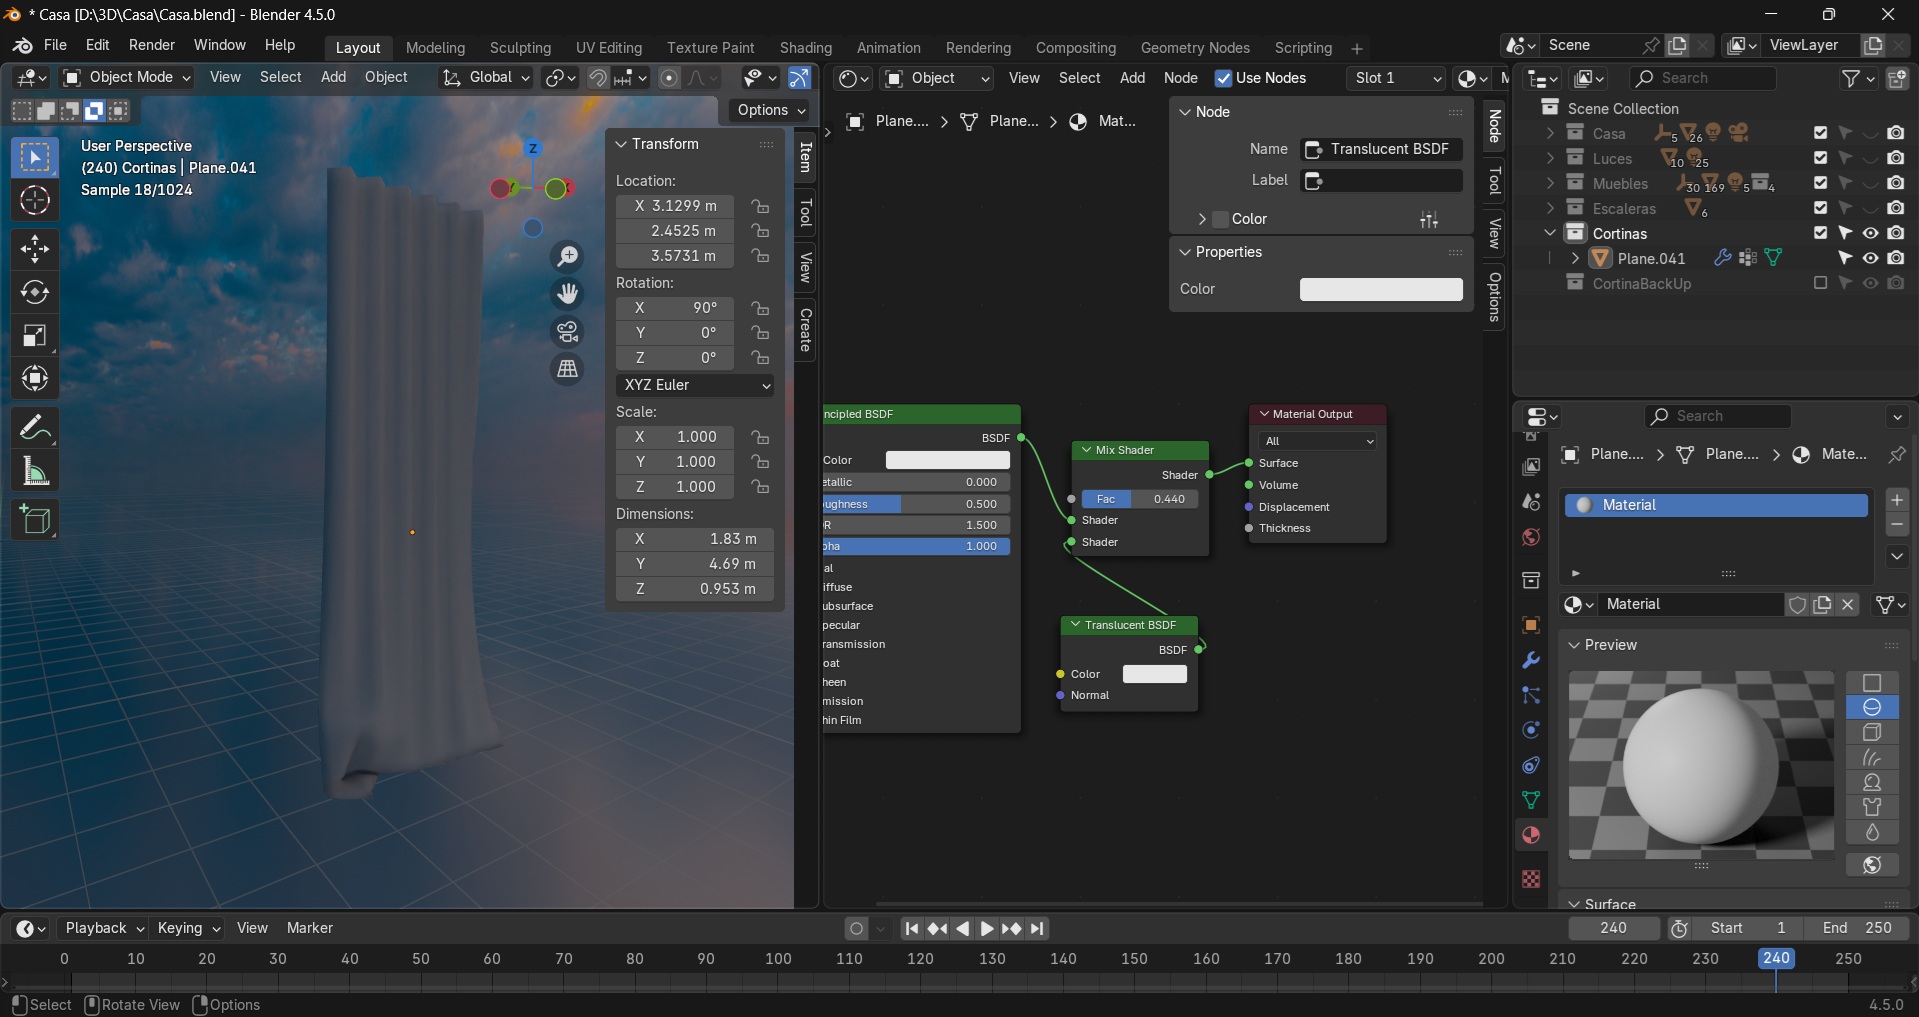 * Casa [D:\3D\Casa\Casa.blend] - Blender 4.5.0
File Edit Render Window Help
Layout Modeling Sculpting UV Editing Texture Paint Shading Animation Rendering Compositing Geometry Nodes Scripting +
Scene
ViewLayer
Object Mode View Select Add Object Global
Options
User Perspective
(240) Cortinas | Plane.041
Sample 18/1024
Z
Y
X
Transform
Location:
X 3.1299 m
2.4525 m
3.5731 m
Rotation:
X 90°
Y 0°
Z 0°
XYZ Euler
Scale:
X 1.000
Y 1.000
Z 1.000
Dimensions:
X 1.83 m
Y 4.69 m
Z 0.953 m
Item
Tool
View
Create
Object View Select Add Node Use Nodes Slot 1 M
Plane.... > Plane... > Mat...
Node
Name Translucent BSDF
Label
Color
Properties
Color
Node
Tool
View
Options
ncipled BSDF
BSDF
Color
etallic 0.000
ughness 0.500
R 1.500
pha 1.000
al
iffuse
ubsurface
pecular
ransmission
oat
heen
mission
hin Film
Mix Shader
Shader
Fac 0.440
Shader
Shader
Translucent BSDF
BSDF
Color
Normal
Material Output
All
Surface
Volume
Displacement
Thickness
Search
Scene Collection
Casa 5 26
Luces 10 25
Muebles 30 169 5 4
Escaleras 6
Cortinas
Plane.041
CortinaBackUp
Search
Plane.... > Plane.... > Mate...
Material
Material
Preview
Surface
Playback Keying View Marker
240 Start 1 End 250
0 10 20 30 40 50 60 70 80 90 100 110 120 130 140 150 160 170 180 190 200 210 220 230 240 250
Select Rotate View Options
4.5.0